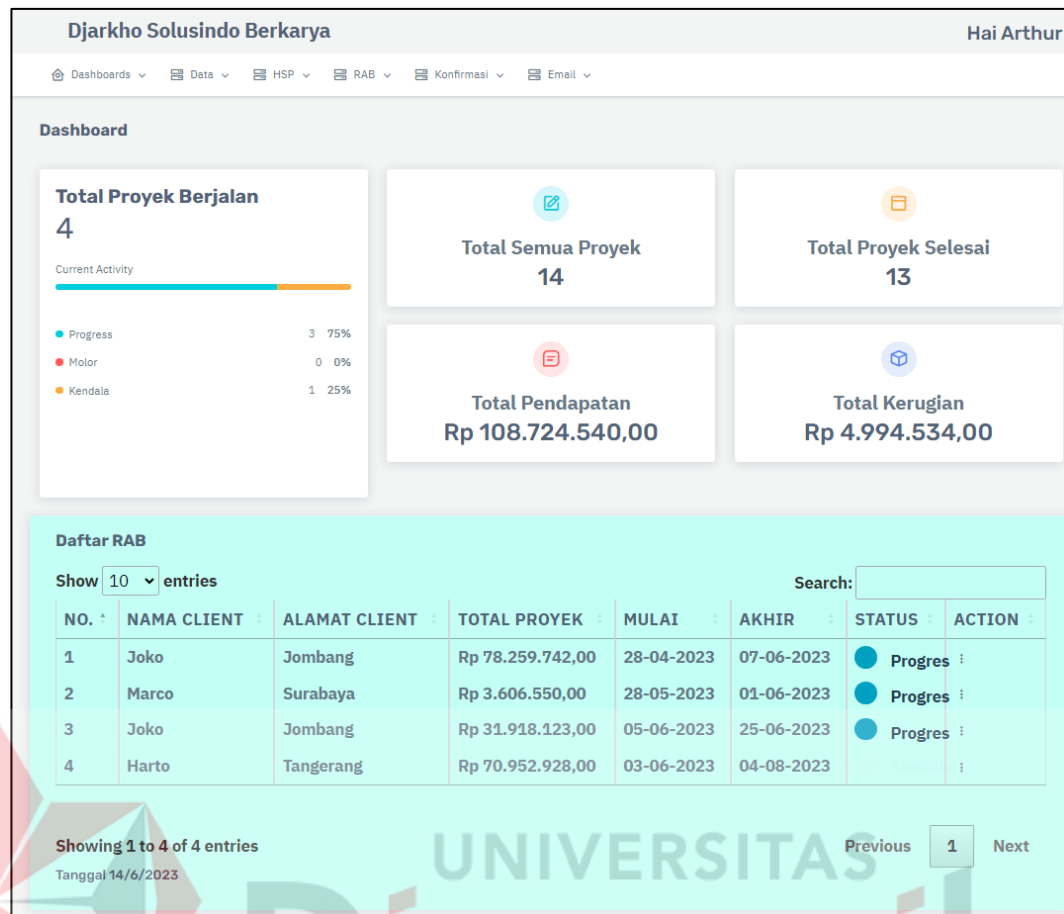 Djarkho Solusindo Berkarya Hai Arthur
Dashboards Data HSP RAB Konfirmasi Email
Dashboard
Total Proyek Berjalan
4
Current Activity
Progress 3 75%
Molor 0 0%
Kendala 1 25%
Total Semua Proyek
14
Total Proyek Selesai
13
Total Pendapatan
Rp 108.724.540,00
Total Kerugian
Rp 4.994.534,00
Daftar RAB
Show 10 entries Search:
NO. NAMA CLIENT ALAMAT CLIENT TOTAL PROYEK MULAI AKHIR STATUS ACTION
1 Joko Jombang Rp 78.259.742,00 28-04-2023 07-06-2023 Progres
2 Marco Surabaya Rp 3.606.550,00 28-05-2023 01-06-2023 Progres
3 Joko Jombang Rp 31.918.123,00 05-06-2023 25-06-2023 Progres
4 Harto Tangerang Rp 70.952.928,00 03-06-2023 04-08-2023
Showing 1 to 4 of 4 entries Previous 1 Next
Tanggal 14/6/2023
UNIVERSITAS